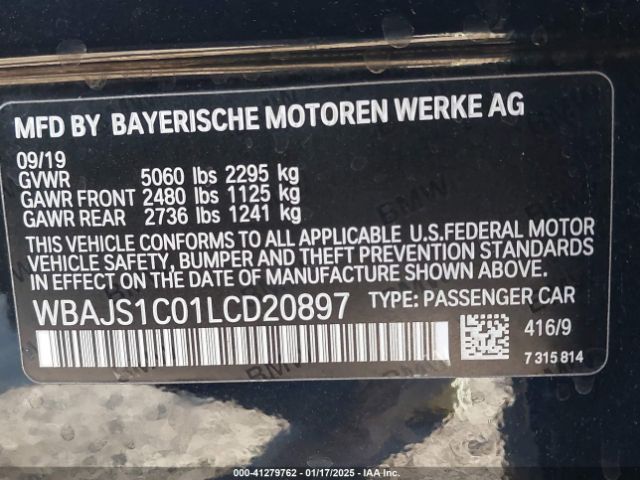 MFD BY BAYERISCHE MOTOREN WERKE AG
09/19
GVWR 5060 lbs 2295 kg
GAWR FRONT 2480 lbs 1125 kg
GAWR REAR 2736 lbs 1241 kg
THIS VEHICLE CONFORMS TO ALL APPLICABLE U.S.FEDERAL MOTOR
VEHICLE SAFETY, BUMPER AND THEFT PREVENTION STANDARDS
IN EFFECT ON THE DATE OF MANUFACTURE SHOWN ABOVE.
WBAJS1C01LCD20897 TYPE: PASSENGER CAR
416/9
7 315 814
000-41279762 - 01/17/2025 - IAA Inc.